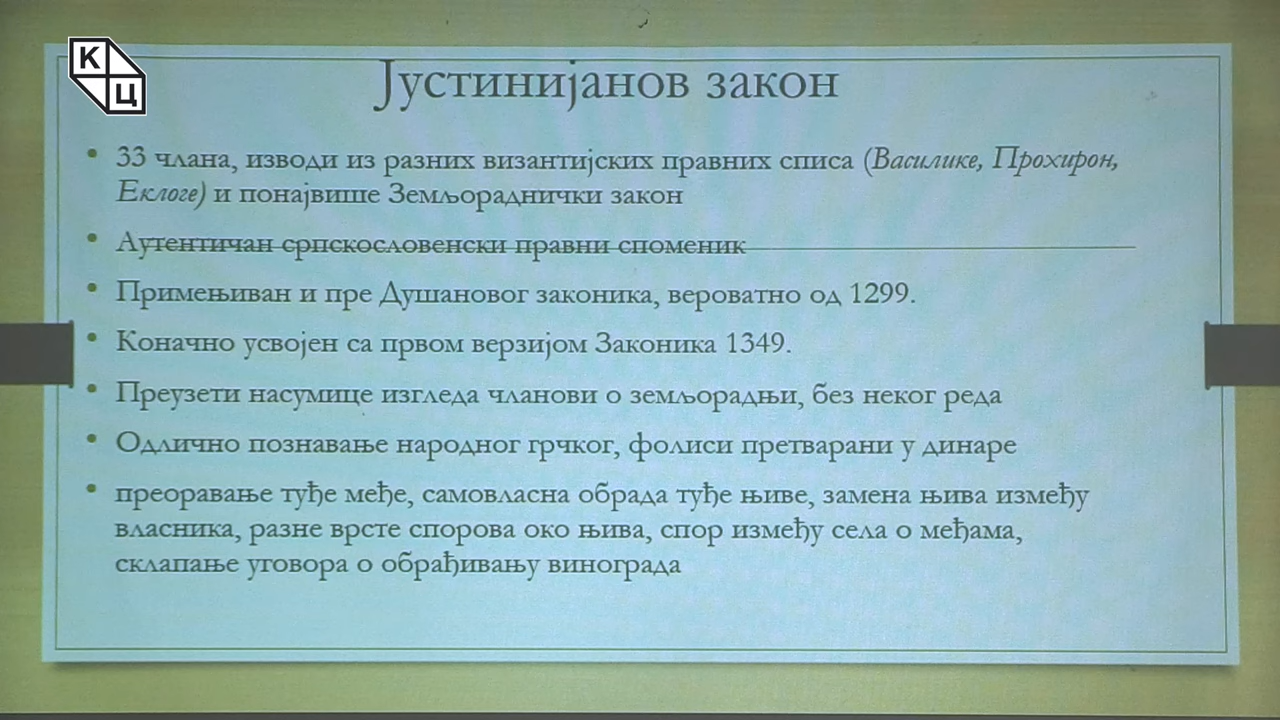 К
Ц
Јустинијанов закон
• 33 члана, изводи из разних византијских правних списа (Василике, Прохирон,
Еклоге) и понајвише Земљораднички закон
• Аутентичан српскословенски правни споменик
• Примењиван и пре Душановог законика, вероватно од 1299.
• Коначно усвојен са првом верзијом Законика 1349.
• Преузети насумице изгледа чланови о земљорадњи, без неког реда
• Одлично познавање народног грчког, фолиси претварани у динаре
• преоравање туђе међе, самовласна обрада туђе њиве, замена њива између
власника, разне врсте спорова око њива, спор између села о међама,
склапање уговора о обрађивању винограда